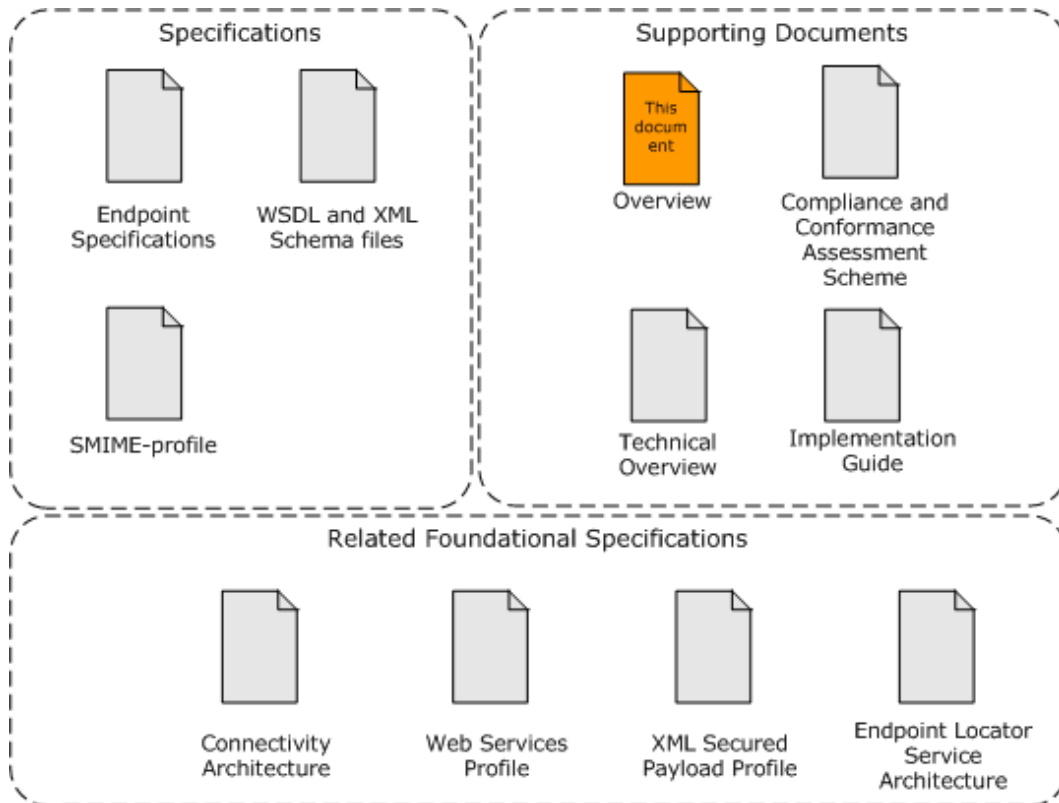 Specifications
Endpoint
Specifications
WSDL and XML
Schema files
SMIME-profile
Supporting Documents
This
docum
ent
Overview
Compliance and
Conformance
Assessment
Scheme
Technical
Overview
Implementation
Guide
Related Foundational Specifications
Connectivity
Architecture
Web Services
Profile
XML Secured
Payload Profile
Endpoint Locator
Service
Architecture